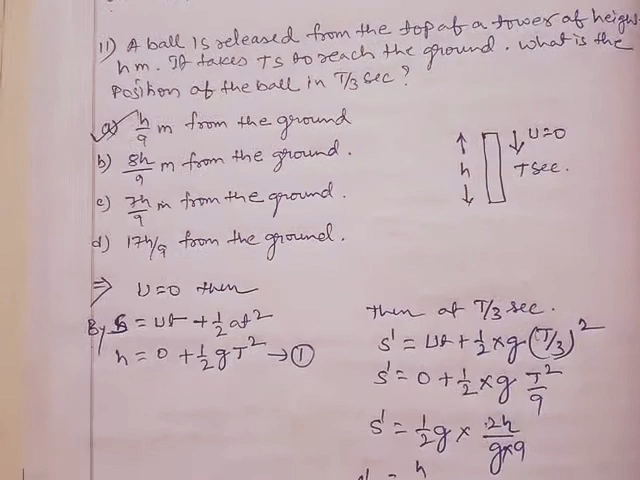 11) A ball is released from the top of a tower of heigh
h m. It takes T s to reach the ground. what is the
position of the ball in T/3 sec ?
a) h/9 m from the ground
b) 8h/9 m from the ground.
c) 7h/9 m from the ground.
d) 17h/9 from the ground.
U=0
h
T sec.
⇒ U=0 then
By S = ut + 1/2 at²
h = 0 + 1/2 g T² → ①
Then at T/3 sec.
s' = ut + 1/2 × g (T/3)²
s' = 0 + 1/2 × g T²/9
s' = 1/2 g × 2h/g×9
s' = h